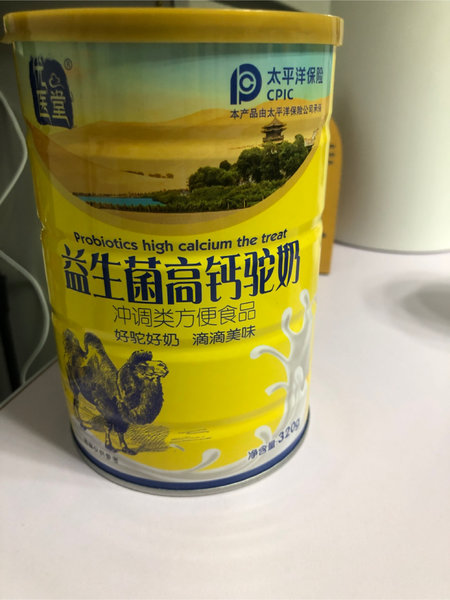 太平洋保险
CPIC
本产品由太平洋保险公司承保
Probiotics high calcium the treat
益生菌高钙驼奶
冲调类方便食品
好驼好奶 滴滴美味
净含量:320g